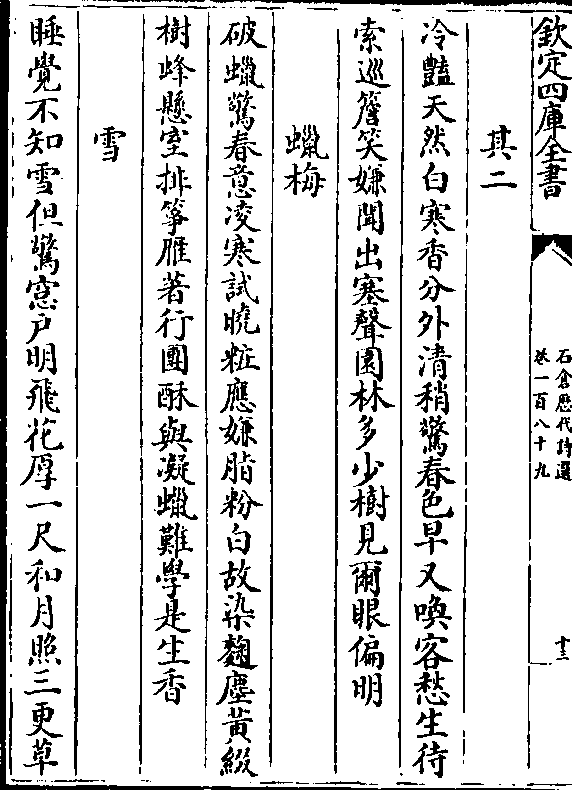 欽定四庫全書
石倉歷代詩選
卷一百八十九
十三
其二
冷豔天然白寒香分外清稍驚春色早又喚客愁生待
索巡簷笑嫌聞出塞聲園林多少樹見爾眼偏明
蠟梅
破蠟驚春意凌寒試曉粧應嫌脂粉白故染麴塵黄綴
樹蜂懸室排箏雁著行團酥與凝蠟難學是生香
雪
睡覺不知雪但驚窓戶明飛花厚一尺和月照三更草